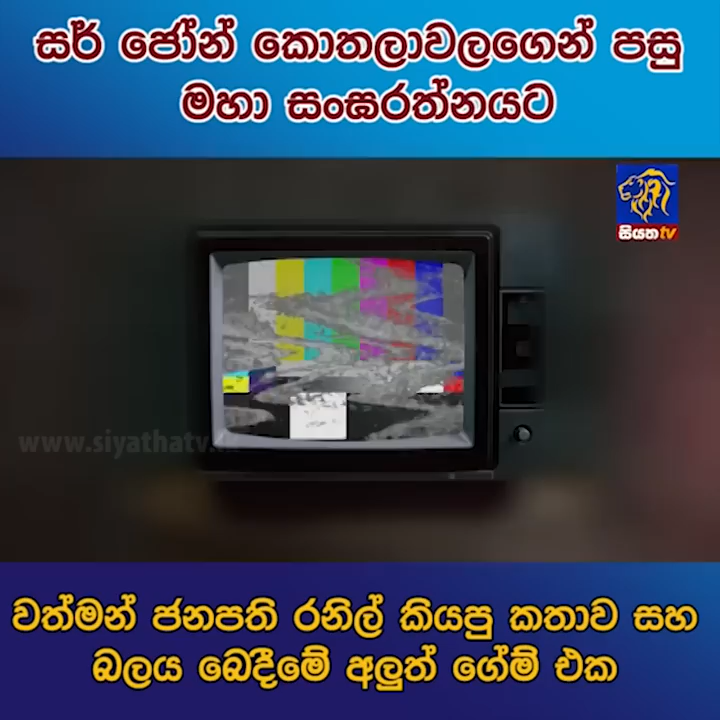 සර් ජෝන් කොතලාවලගෙන් පසු
මහා සංඝරත්නයට
සියත tv
www.siyathatv.lk
වත්මන් ජනපති රනිල් කියපු කතාව සහ
බලය බෙදීමේ අලුත් ගේම් එක